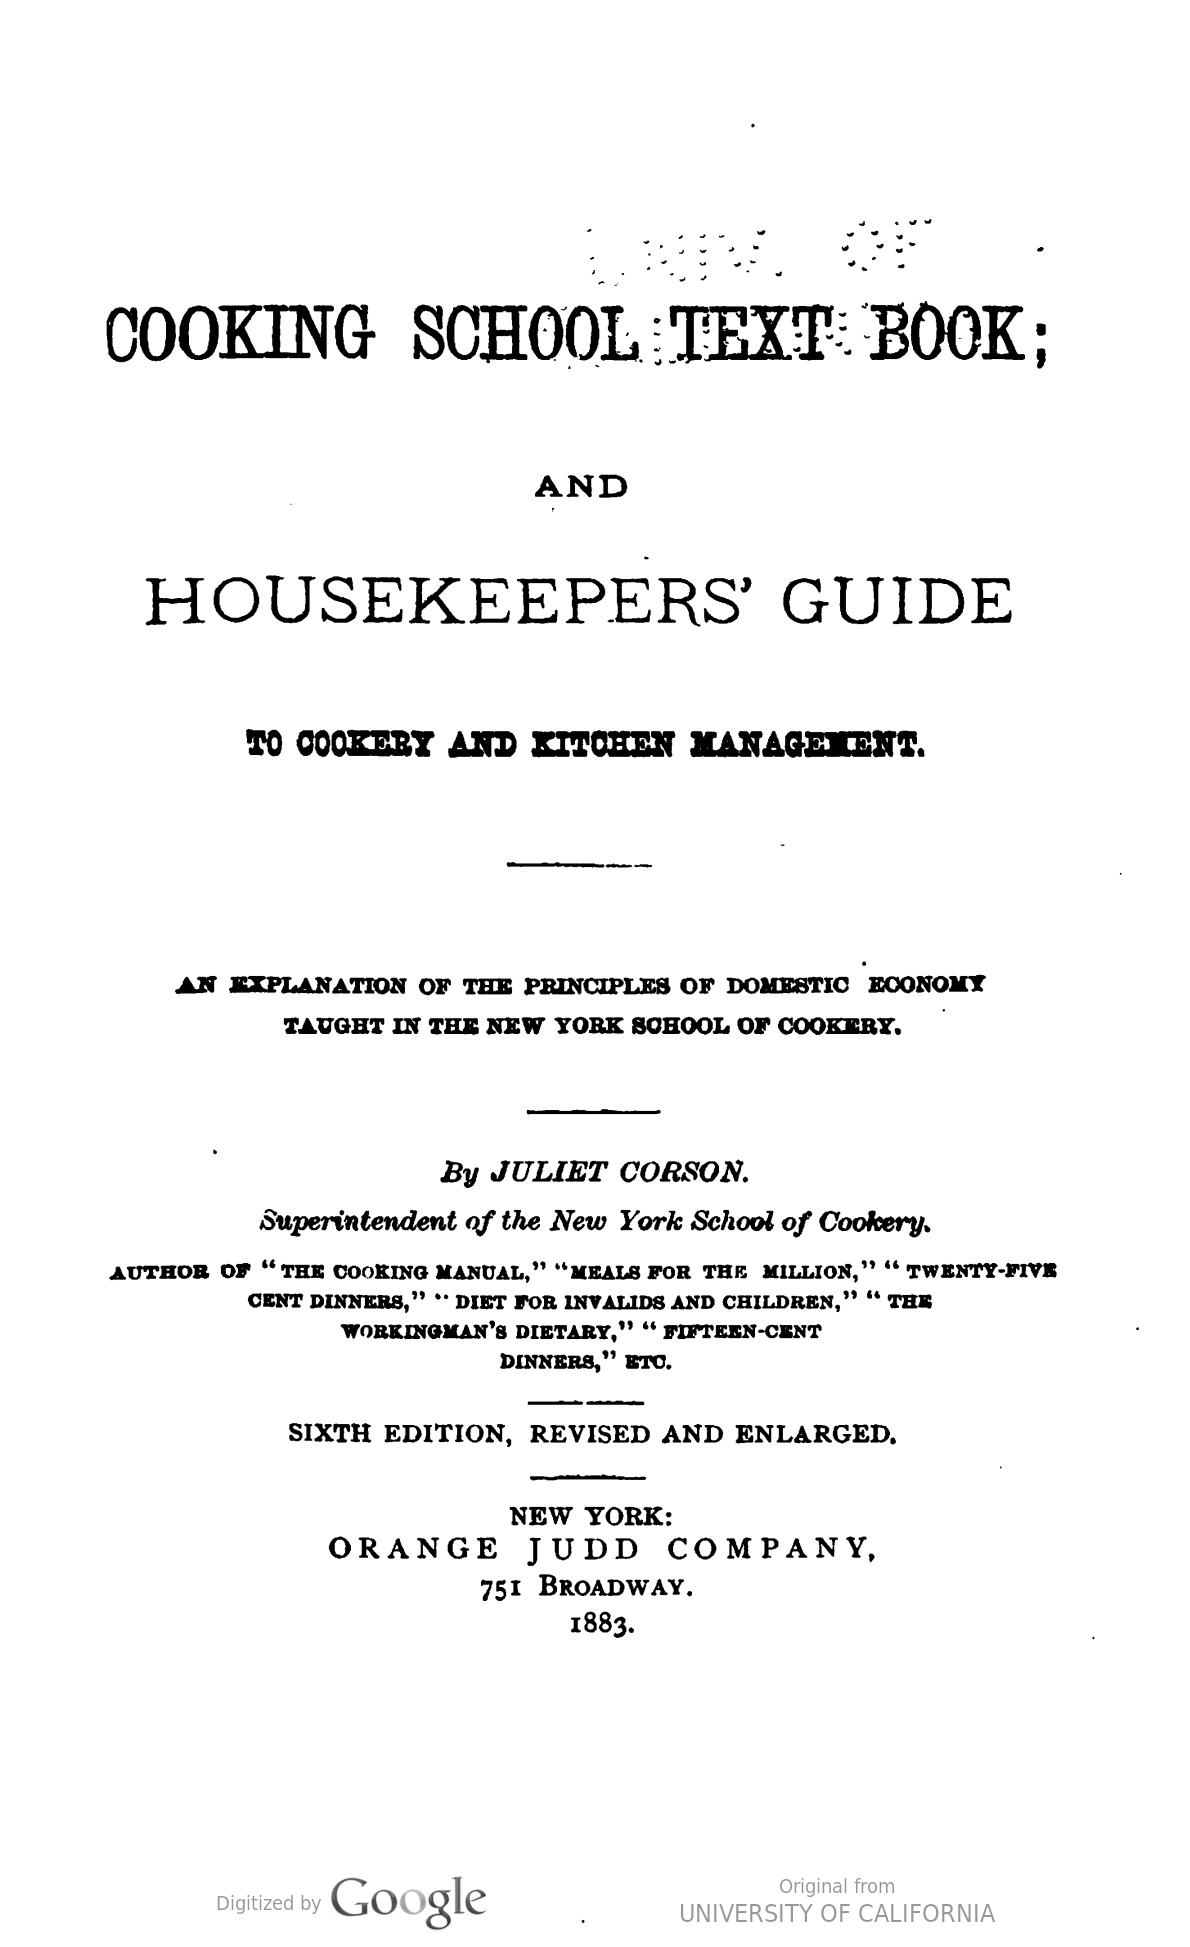 UNIV. OF
COOKING SCHOOL TEXT BOOK;
AND
HOUSEKEEPERS' GUIDE
TO COOKERY AND KITCHEN MANAGEMENT.
AN EXPLANATION OF THE PRINCIPLES OF DOMESTIC ECONOMY
TAUGHT IN THE NEW YORK SCHOOL OF COOKERY.
By JULIET CORSON.
Superintendent of the New York School of Cookery.
AUTHOR OF "THE COOKING MANUAL," "MEALS FOR THE MILLION," "TWENTY-FIVE
CENT DINNERS," "DIET FOR INVALIDS AND CHILDREN," "THE
WORKINGMAN'S DIETARY," "FIFTEEN-CENT
DINNERS," ETC.
SIXTH EDITION, REVISED AND ENLARGED.
NEW YORK:
ORANGE JUDD COMPANY,
751 BROADWAY.
1883.
Digitized by Google
Original from
UNIVERSITY OF CALIFORNIA